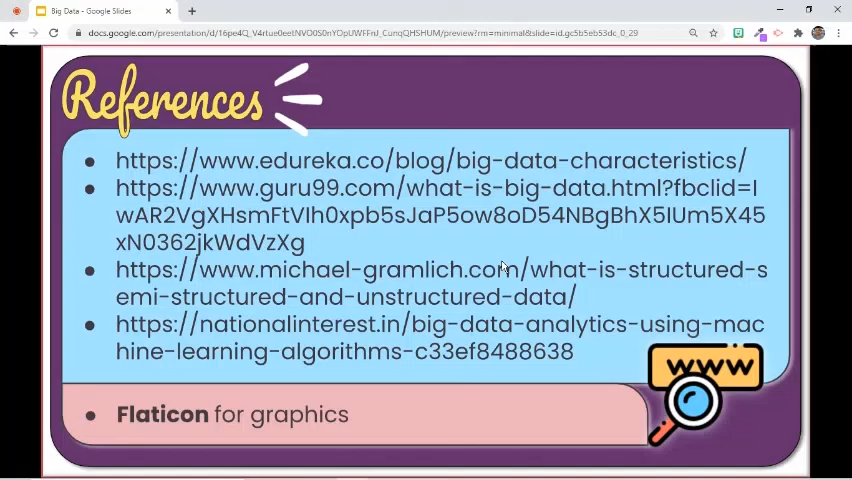 Big Data - Google Slides
docs.google.com/presentation/d/16pe4Q_V4rtue0eetNVO0S0nYDpUWFFnJ_CunqQHSHUM/preview?rm=minimal&slide=id.gc5b5eb53dc_0_29
References
● https://www.edureka.co/blog/big-data-characteristics/
● https://www.guru99.com/what-is-big-data.html?fbclid=I
wAR2VgXHsmFtVIh0xpb5sJaP5ow8oD54NBgBhX5IUm5X45
xN0362jkWdVzXg
● https://www.michael-gramlich.com/what-is-structured-s
emi-structured-and-unstructured-data/
● https://nationalinterest.in/big-data-analytics-using-mac
hine-learning-algorithms-c33ef8488638
www
● Flaticon for graphics